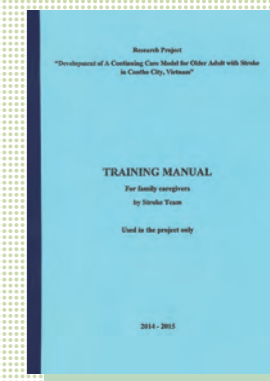 Research Project
"Development of A Continuing Care Model for Older Adult with Stroke
in Cantho City, Vietnam"
TRAINING MANUAL
For family caregivers
by Stroke Team
Used in the project only
2014 - 2015